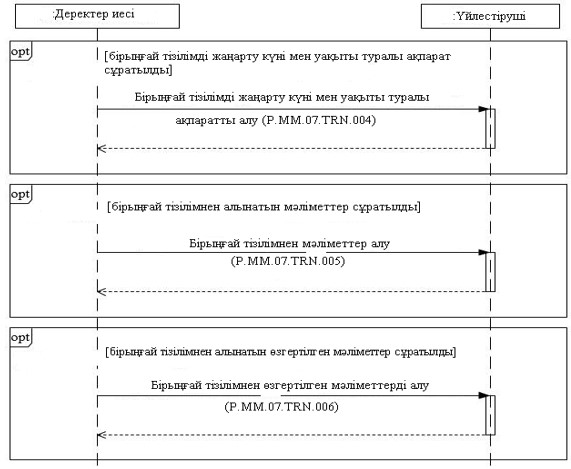 :Деректер иесі
:Үйлестіруші
opt
[бірыңғай тізілімді жаңарту күні мен уақыты туралы ақпарат
сұратылды]
Бірыңғай тізілімді жаңарту күні мен уақыты туралы
ақпаратты алу (P.MM.07.TRN.004)
opt
[бірыңғай тізілімнен алынатын мәліметтер сұратылды]
Бірыңғай тізілімнен мәліметтер алу
(P.MM.07.TRN.005)
opt
[бірыңғай тізілімнен алынатын өзгертілген мәліметтер сұратылды]
Бірыңғай тізілімнен өзгертілген мәліметтерді алу
(P.MM.07.TRN.006)